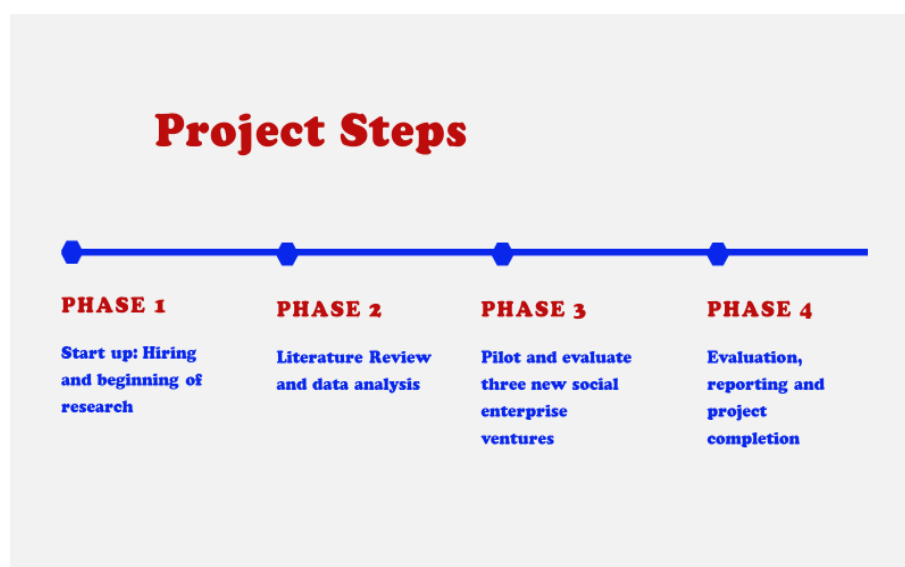 Project Steps
PHASE 1
Start up: Hiring
and beginning of
research
PHASE 2
Literature Review
and data analysis
PHASE 3
Pilot and evaluate
three new social
enterprise
ventures
PHASE 4
Evaluation,
reporting and
project
completion